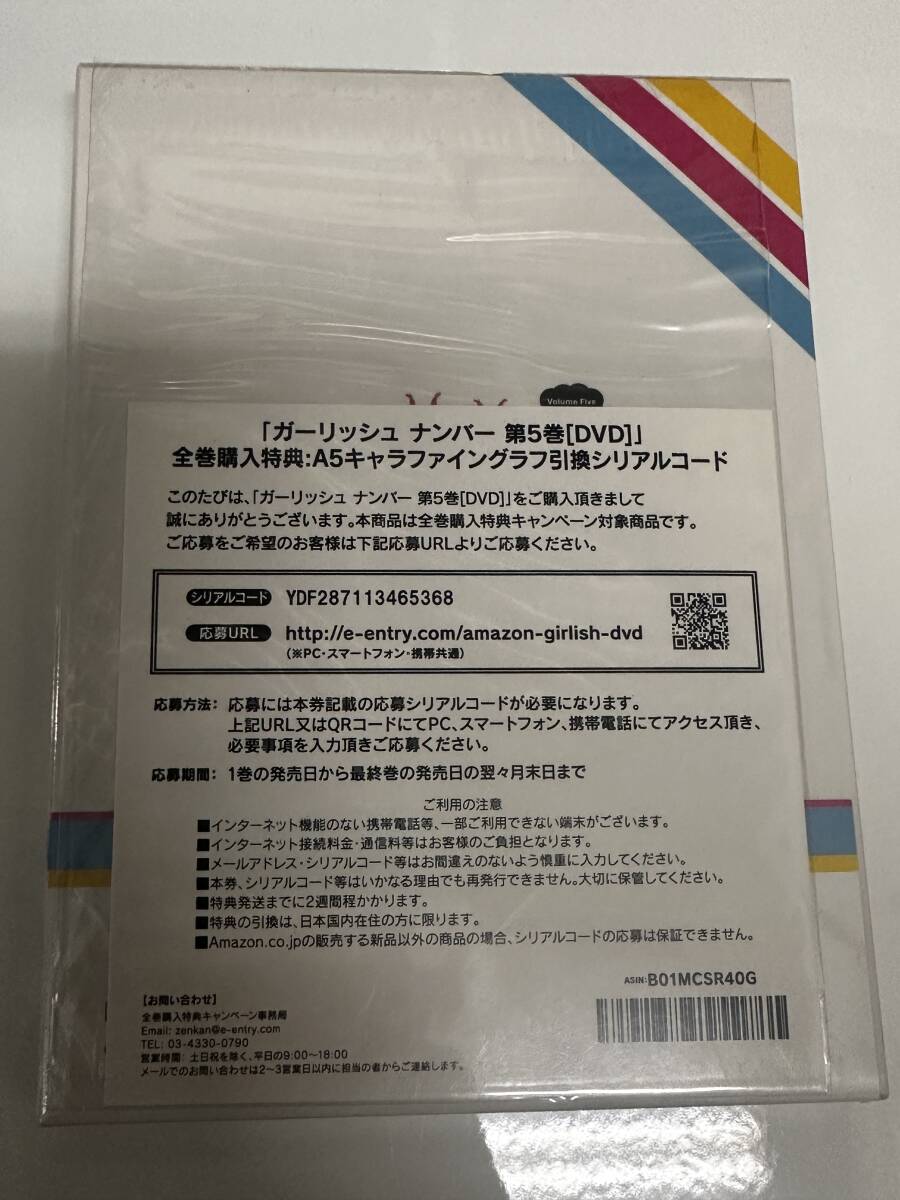 Volume Five
「ガーリッシュ ナンバー 第5巻[DVD]」
全巻購入特典:A5キャラファイングラフ引換シリアルコード
このたびは、「ガーリッシュ ナンバー 第5巻[DVD]」をご購入頂きまして
誠にありがとうございます。本商品は全巻購入特典キャンペーン対象商品です。
ご応募をご希望のお客様は下記応募URLよりご応募ください。
シリアルコード YDF287113465368
応募URL http://e-entry.com/amazon-girlish-dvd
(※PC・スマートフォン・携帯共通)
応募方法: 応募には本券記載の応募シリアルコードが必要になります。
上記URL又はQRコードにてPC、スマートフォン、携帯電話にてアクセス頂き、
必要事項を入力頂きご応募ください。
応募期間: 1巻の発売日から最終巻の発売日の翌々月末日まで
ご利用の注意
■インターネット機能のない携帯電話等、一部ご利用できない端末がございます。
■インターネット接続料金・通信料等はお客様のご負担となります。
■メールアドレス・シリアルコード等はお間違えのないよう慎重に入力してください。
■本券、シリアルコード等はいかなる理由でも再発行できません。大切に保管してください。
■特典発送までに2週間程かかります。
■特典の引換は、日本国内在住の方に限ります。
■Amazon.co.jpの販売する新品以外の商品の場合、シリアルコードの応募は保証できません。
ASIN:B01MCSR40G
【お問い合わせ】
全巻購入特典キャンペーン事務局
Email: zenkan@e-entry.com
TEL: 03-4330-0790
営業時間: 土日祝を除く、平日の9:00~18:00
メールでのお問い合わせは2~3営業日以内に担当の者からご連絡します。